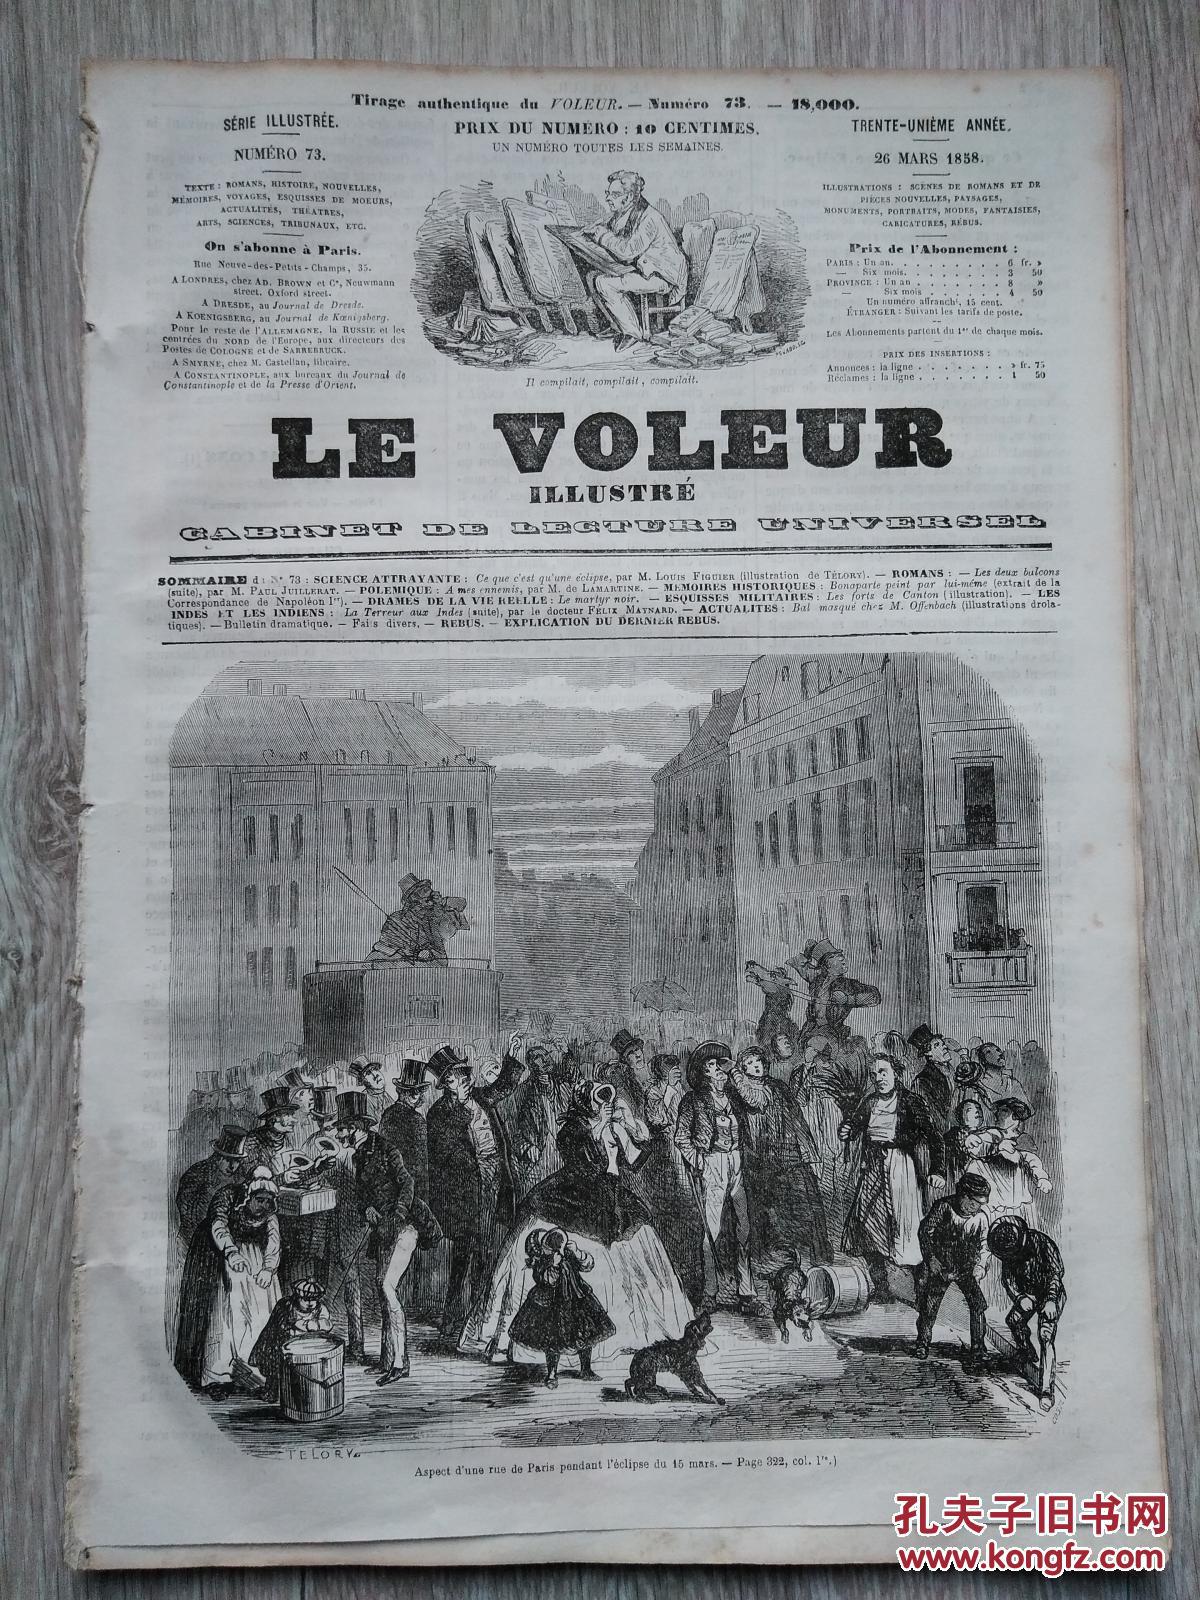 Tirage authentique du VOLEUR. — Numéro 73. — 18,000.
SÉRIE ILLUSTRÉE.
NUMÉRO 73.
TEXTE : ROMANS, HISTOIRE, NOUVELLES,
MÉMOIRES, VOYAGES, ESQUISSES DE MOEURS,
ACTUALITÉS, THÉATRES,
ARTS, SCIENCES, TRIBUNAUX, ETC.
On s'abonne à Paris.
Rue Neuve-des-Petits-Champs, 35.
A LONDRES, chez AD. BROWN et Ce, Neuwmann
street. Oxford street.
A DRESDE, au Journal de Dresde.
A KOENIGSBERG, au Journal de Kœnigsberg.
Pour le reste de l'ALLEMAGNE, la RUSSIE et les
contrées du NORD de l'Europe, aux directeurs des
Postes de COLOGNE et de SARREBRUCK.
A SMYRNE, chez M. Castellan, libraire.
A CONSTANTINOPLE, aux bureaux du Journal de
Constantinople et de la Presse d'Orient.
PRIX DU NUMÉRO : 10 CENTIMES.
UN NUMÉRO TOUTES LES SEMAINES.
Il compilait, compilait, compilait.
TRENTE-UNIÈME ANNÉE.
26 MARS 1858.
ILLUSTRATIONS : SCÈNES DE ROMANS ET DE
PIÈCES NOUVELLES, PAYSAGES,
MONUMENTS, PORTRAITS, MODES, FANTAISIES,
CARICATURES, RÉBUS.
Prix de l'Abonnement :
PARIS : Un an. . . . . . . . . . 6 fr. »
— Six mois. . . . . . . . . 3 50
PROVINCE : Un an . . . . . . . . 8 »
— Six mois . . . . . . . 4 50
Un numéro affranchi, 15 cent.
ÉTRANGER : Suivant les tarifs de poste.
Les Abonnements partent du 1er de chaque mois.
PRIX DES INSERTIONS :
Annonces : la ligne . . . . . . » fr. 75
Réclames : la ligne . . . . . . 1 50
LE VOLEUR
ILLUSTRÉ
CABINET DE LECTURE UNIVERSEL
SOMMAIRE du N° 73 : SCIENCE ATTRAYANTE : Ce que c'est qu'une éclipse, par M. LOUIS FIGUIER (illustration de TÉLORY). — ROMANS : — Les deux balcons
(suite), par M. PAUL JUILLERAT. — POLEMIQUE : A mes ennemis, par M. de LAMARTINE. — MEMOIRES HISTORIQUES : Bonaparte peint par lui-même (extrait de la
Correspondance de Napoléon Ier). — DRAMES DE LA VIE REELLE : Le martyr noir. — ESQUISSES MILITAIRES : Les forts de Canton (illustration). — LES
INDES ET LES INDIENS : La Terreur aux Indes (suite), par le docteur FÉLIX MAYNARD. — ACTUALITES : Bal masqué chez M. Offenbach (illustrations drola-
tiques). — Bulletin dramatique. — Faits divers. — REBUS. — EXPLICATION DU DERNIER REBUS.
TELORY
Aspect d'une rue de Paris pendant l'éclipse du 15 mars. — Page 322, col. 1re.)
孔夫子旧书网
www.kongfz.com